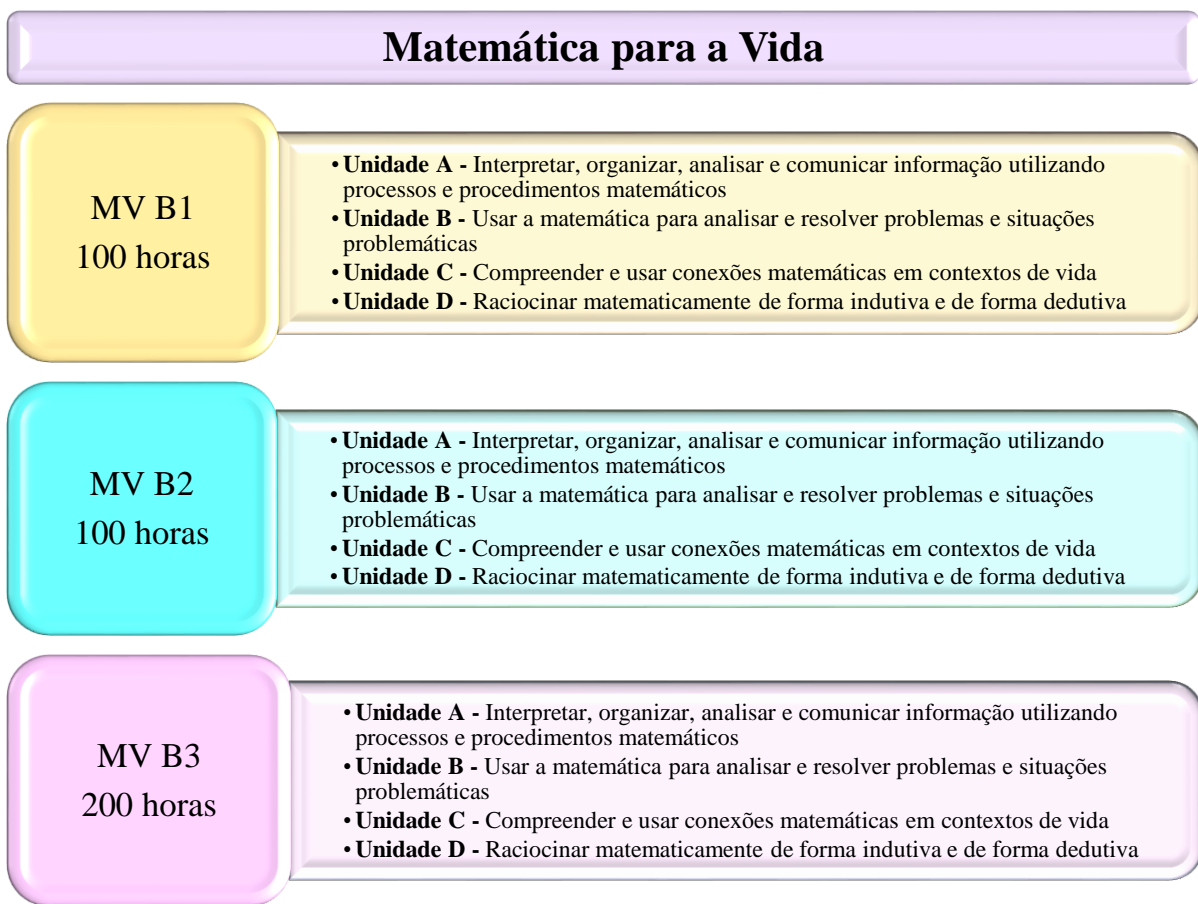 Matemática para a Vida
MV B1
100 horas
• Unidade A - Interpretar, organizar, analisar e comunicar informação utilizando
processos e procedimentos matemáticos
• Unidade B - Usar a matemática para analisar e resolver problemas e situações
problemáticas
• Unidade C - Compreender e usar conexões matemáticas em contextos de vida
• Unidade D - Raciocinar matematicamente de forma indutiva e de forma dedutiva
MV B2
100 horas
• Unidade A - Interpretar, organizar, analisar e comunicar informação utilizando
processos e procedimentos matemáticos
• Unidade B - Usar a matemática para analisar e resolver problemas e situações
problemáticas
• Unidade C - Compreender e usar conexões matemáticas em contextos de vida
• Unidade D - Raciocinar matematicamente de forma indutiva e de forma dedutiva
MV B3
200 horas
• Unidade A - Interpretar, organizar, analisar e comunicar informação utilizando
processos e procedimentos matemáticos
• Unidade B - Usar a matemática para analisar e resolver problemas e situações
problemáticas
• Unidade C - Compreender e usar conexões matemáticas em contextos de vida
• Unidade D - Raciocinar matematicamente de forma indutiva e de forma dedutiva